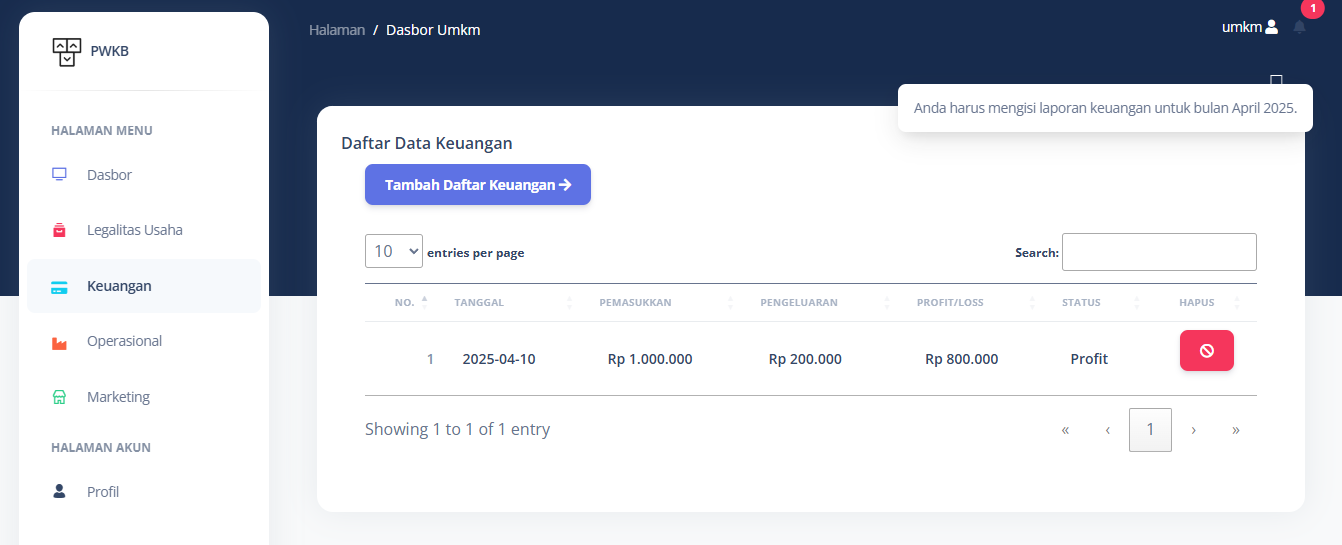 PWKB
HALAMAN MENU
Dasbor
Legalitas Usaha
Keuangan
Operasional
Marketing
HALAMAN AKUN
Profil
Halaman / Dasbor Umkm
umkm
1
Anda harus mengisi laporan keuangan untuk bulan April 2025.
Daftar Data Keuangan
Tambah Daftar Keuangan
10 entries per page
Search:
NO. TANGGAL PEMASUKKAN PENGELUARAN PROFIT/LOSS STATUS HAPUS
1 2025-04-10 Rp 1.000.000 Rp 200.000 Rp 800.000 Profit
Showing 1 to 1 of 1 entry
« ‹ 1 › »